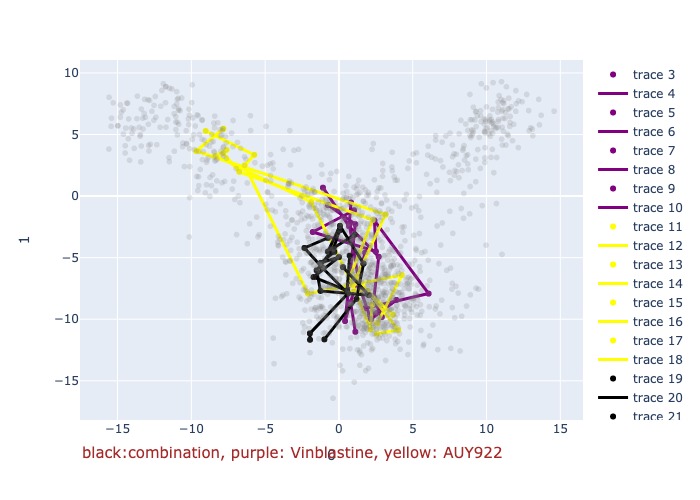 10
5
0
−5
−10
−15
1
−15
−10
−5
0
5
10
15
0
black:combination, purple: Vinblastine, yellow: AUY922
trace 3
trace 4
trace 5
trace 6
trace 7
trace 8
trace 9
trace 10
trace 11
trace 12
trace 13
trace 14
trace 15
trace 16
trace 17
trace 18
trace 19
trace 20
trace 21